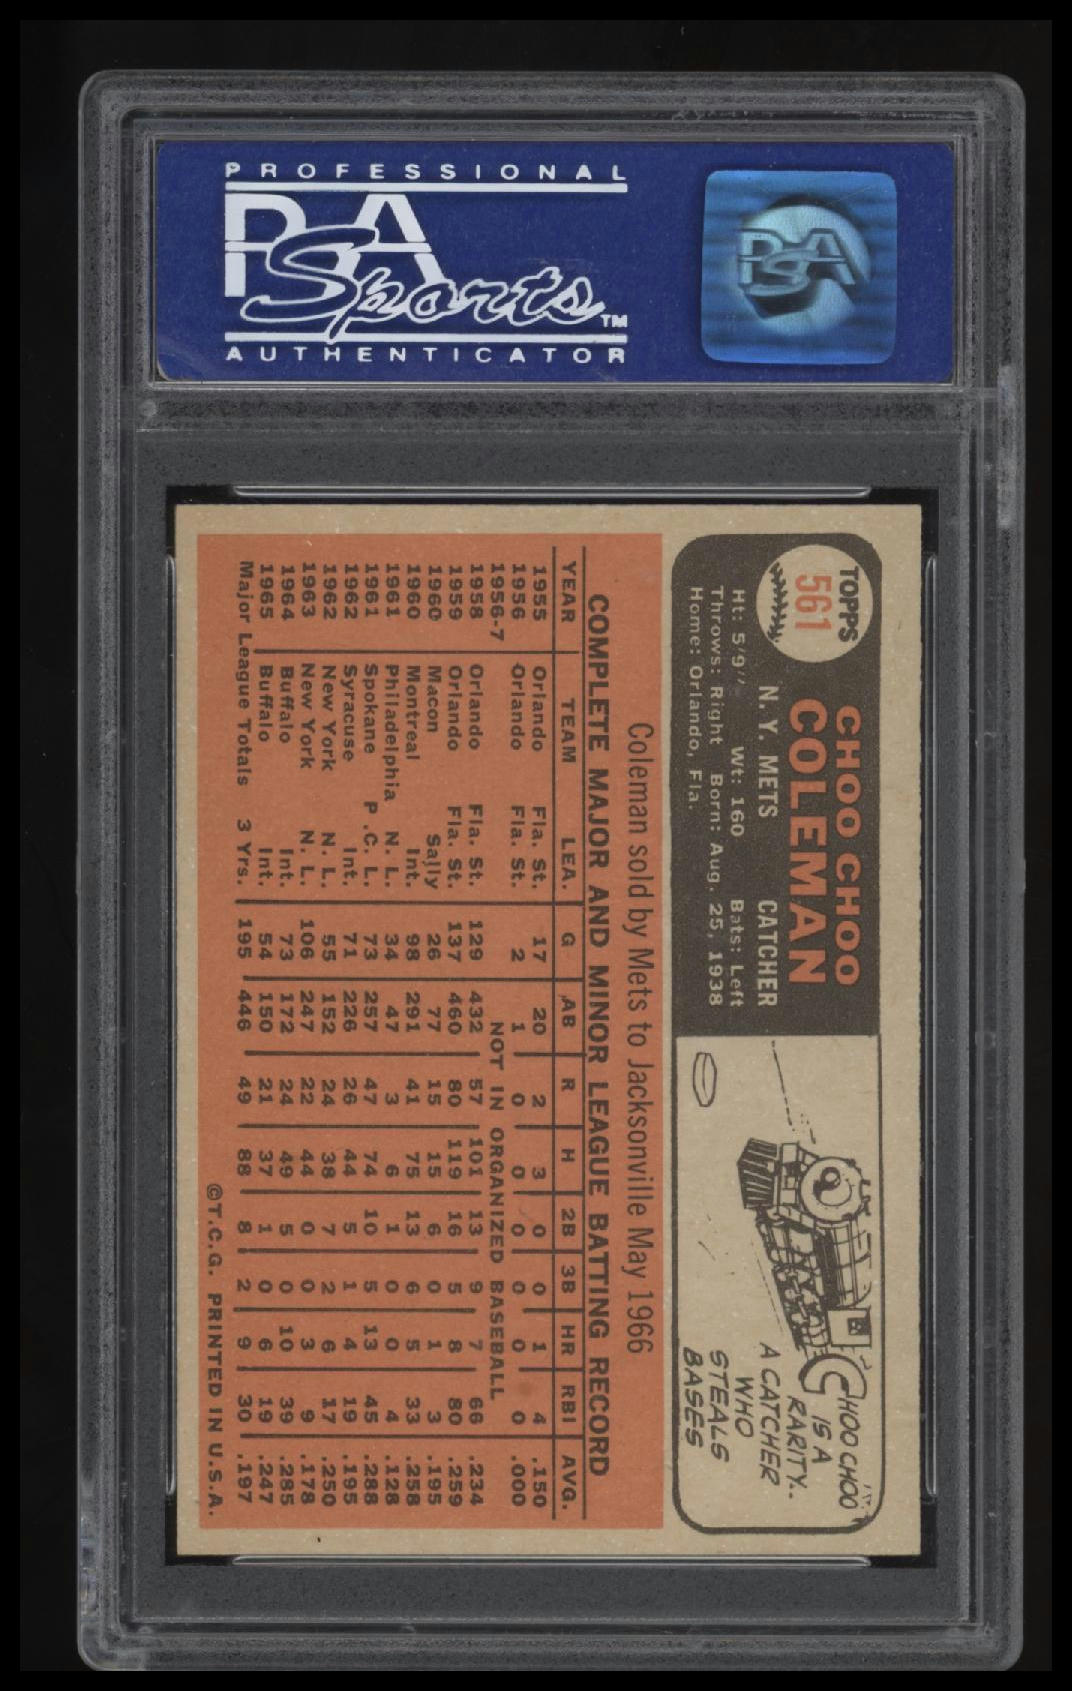 PROFESSIONAL
PSA
Sports™
AUTHENTICATOR
PSA
TOPPS
561
CHOO CHOO
COLEMAN
N. Y. METS CATCHER
Ht: 5'9" Wt: 160 Bats: Left
Throws: Right Born: Aug. 25, 1938
Home: Orlando, Fla.
CHOO CHOO
IS A
RARITY..
A CATCHER
WHO
STEALS
BASES
Coleman sold by Mets to Jacksonville May 1966
COMPLETE MAJOR AND MINOR LEAGUE BATTING RECORD
YEAR TEAM LEA. G AB R H 2B 3B HR RBI AVG.
1955 Orlando Fla. St. 17 20 2 3 0 0 1 4 .150
1956 Orlando Fla. St. 2 1 0 0 0 0 0 0 .000
1956-7 NOT IN ORGANIZED BASEBALL
1958 Orlando Fla. St. 129 432 57 101 13 9 7 66 .234
1959 Orlando Fla. St. 137 460 80 119 16 5 8 80 .259
1960 Macon Sally 26 77 15 15 6 0 1 3 .195
1960 Montreal Int. 98 291 41 75 13 6 5 33 .258
1961 Philadelphia N. L. 34 47 3 6 1 0 0 4 .128
1961 Spokane P.C. L. 73 257 47 74 10 5 13 45 .288
1962 Syracuse Int. 71 226 26 44 5 1 4 19 .195
1962 New York N. L. 55 152 24 38 7 2 6 17 .250
1963 New York N. L. 106 247 22 44 0 0 3 9 .178
1964 Buffalo Int. 73 172 24 49 5 0 10 39 .285
1965 Buffalo Int. 54 150 21 37 1 0 6 19 .247
Major League Totals 3 Yrs. 195 446 49 88 8 2 9 30 .197
©T.C.G. PRINTED IN U.S.A.